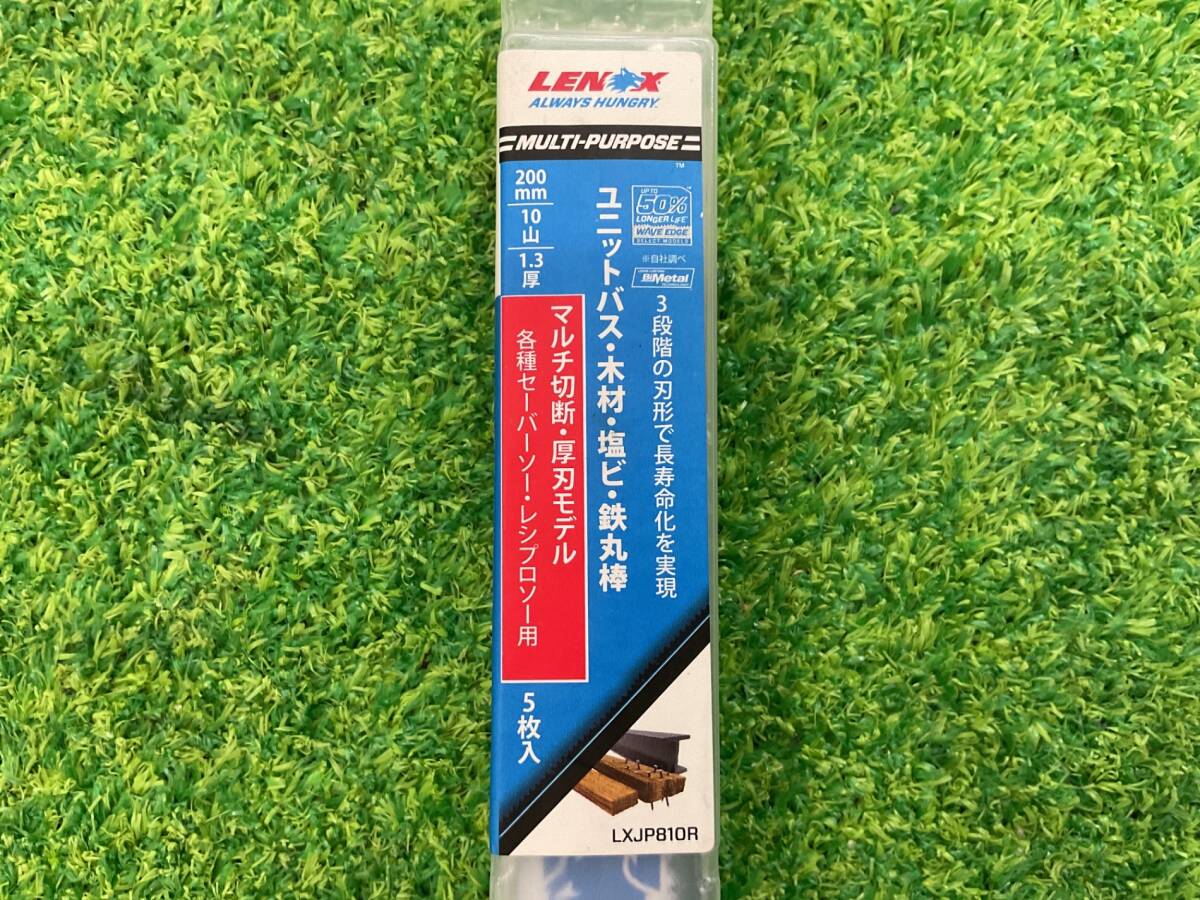 LENOX
ALWAYS HUNGRY.
MULTI-PURPOSE
™
200
mm
10
山
1.3
厚
UP TO
50%
LONGER LIFE
WAVE EDGE
SELECT MODELS
※自社調べ
BiMetal
3段階の刃形で長寿命化を実現
ユニットバス・木材・塩ビ・鉄丸棒
マルチ切断・厚刃モデル
各種セーバーソー・レシプロソー用
5枚入
LXJP810R